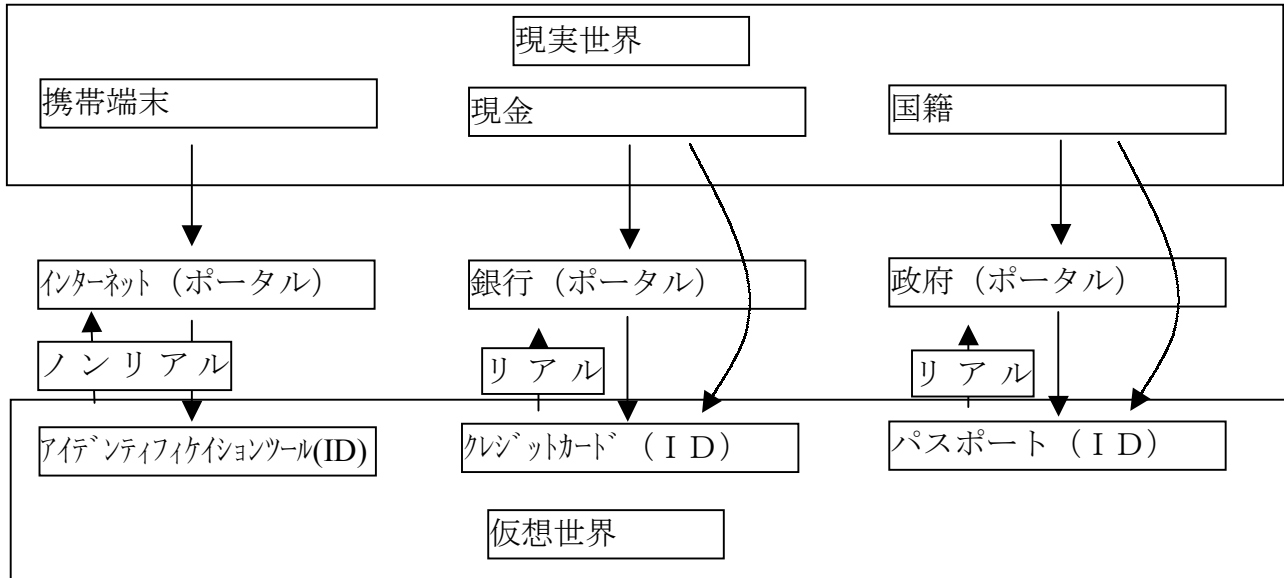 現実世界
携帯端末
現金
国籍
インターネット（ポータル）
銀行（ポータル）
政府（ポータル）
ノンリアル
リアル
リアル
アイデンティフィケイションツール(ID)
クレジットカード（ＩＤ）
パスポート（ＩＤ）
仮想世界